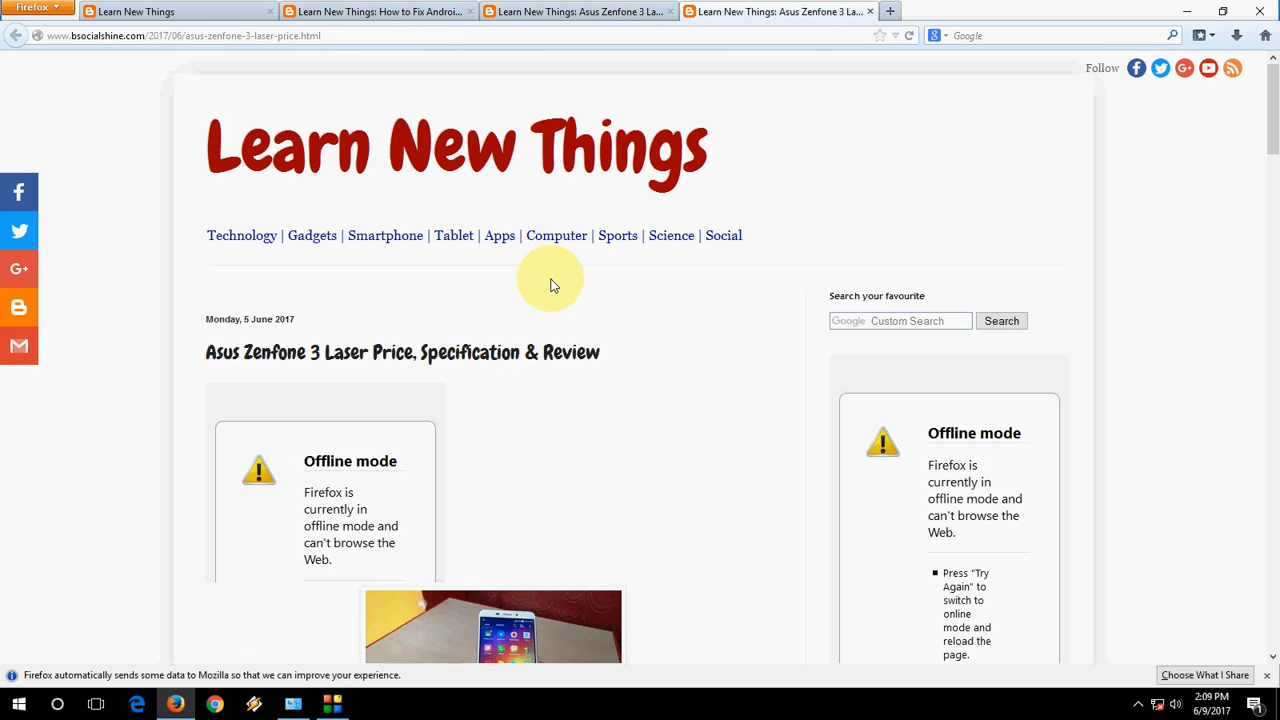 Firefox
Learn New Things
Learn New Things: How to Fix Androi...
Learn New Things: Asus Zenfone 3 La...
Learn New Things: Asus Zenfone 3 La...
www.bsocialshine.com/2017/06/asus-zenfone-3-laser-price.html
Google
Follow
Learn New Things
Technology | Gadgets | Smartphone | Tablet | Apps | Computer | Sports | Science | Social
Monday, 5 June 2017
Asus Zenfone 3 Laser Price, Specification & Review
Offline mode
Firefox is
currently in
offline mode and
can't browse the
Web.
Search your favourite
Google Custom Search
Search
Offline mode
Firefox is
currently in
offline mode and
can't browse the
Web.
Press "Try
Again" to
switch to
online
mode and
reload the
page.
Firefox automatically sends some data to Mozilla so that we can improve your experience.
Choose What I Share
2:09 PM
6/9/2017